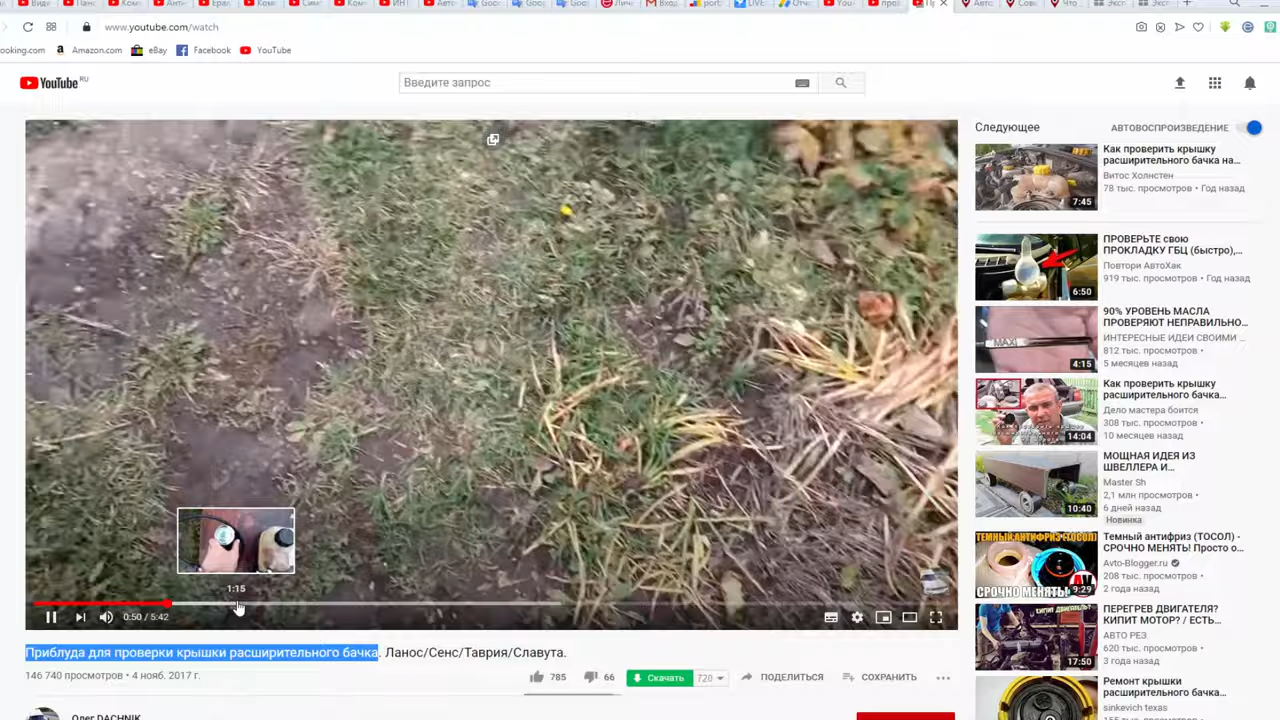 www.youtube.com/watch
ooking.com Amazon.com eBay Facebook YouTube
YouTube RU
Введите запрос
Следующее
АВТОВОСПРОИЗВЕДЕНИЕ
Как проверить крышку
расширительного бачка на...
Витос Холнстен
78 тыс. просмотров • Год назад
7:45
ПРОВЕРЬТЕ свою
ПРОКЛАДКУ ГБЦ (быстро),...
Повтори АвтоХак
919 тыс. просмотров • Год назад
6:50
90% УРОВЕНЬ МАСЛА
ПРОВЕРЯЮТ НЕПРАВИЛЬНО...
ИНТЕРЕСНЫЕ ИДЕИ СВОИМИ ...
812 тыс. просмотров •
5 месяцев назад
MAX
4:15
Как проверить крышку
расширительного бачка...
Дело мастера боится
308 тыс. просмотров •
10 месяцев назад
14:04
МОЩНАЯ ИДЕЯ ИЗ
ШВЕЛЛЕРА И...
Master Sh
2,1 млн просмотров •
6 дней назад
Новинка
10:40
Темный антифриз (ТОСОЛ) -
СРОЧНО МЕНЯТЬ! Просто о...
Avto-Blogger.ru
208 тыс. просмотров •
2 года назад
ТЕМНЫЙ АНТИФРИЗ (ТОСОЛ)
СРОЧНО МЕНЯТЬ!
9:29
ПЕРЕГРЕВ ДВИГАТЕЛЯ?
КИПИТ МОТОР? / ЕСТЬ...
АВТО РЕЗ
620 тыс. просмотров •
3 года назад
17:50
Ремонт крышки
расширительного бачка...
sinkevich texas
1:15
0:50 / 5:42
Приблуда для проверки крышки расширительного бачка. Ланос/Сенс/Таврия/Славута.
146 740 просмотров • 4 нояб. 2017 г.
785 66 Скачать 720 ПОДЕЛИТЬСЯ СОХРАНИТЬ
Олег DACHNIK